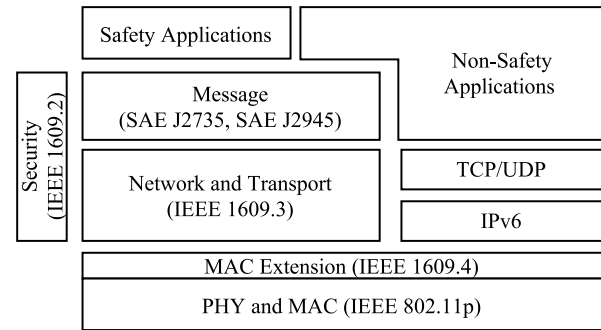 Safety Applications
Non-Safety
Applications
Security
(IEEE 1609.2)
Message
(SAE J2735, SAE J2945)
Network and Transport
(IEEE 1609.3)
TCP/UDP
IPv6
MAC Extension (IEEE 1609.4)
PHY and MAC (IEEE 802.11p)